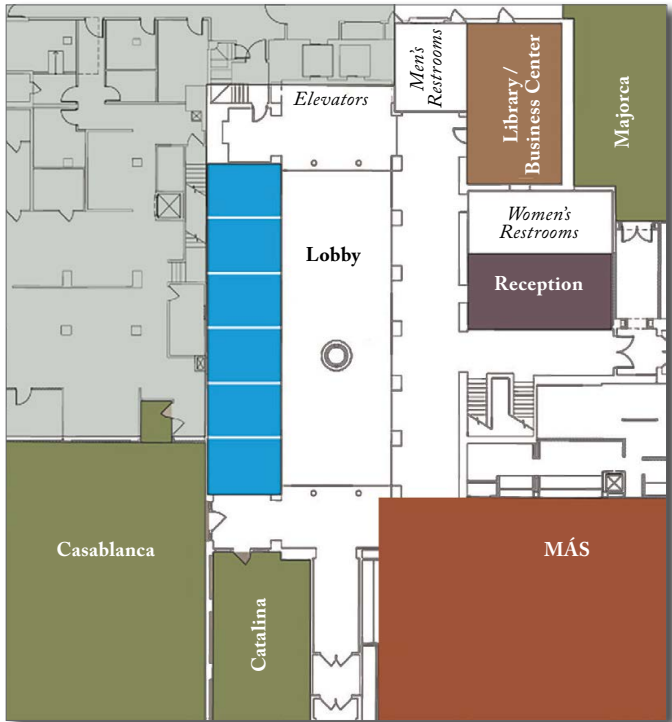 Elevators
Men's
Restrooms
Library /
Business Center
Majorca
Women's
Restrooms
Lobby
Reception
Casablanca
Catalina
MÁS